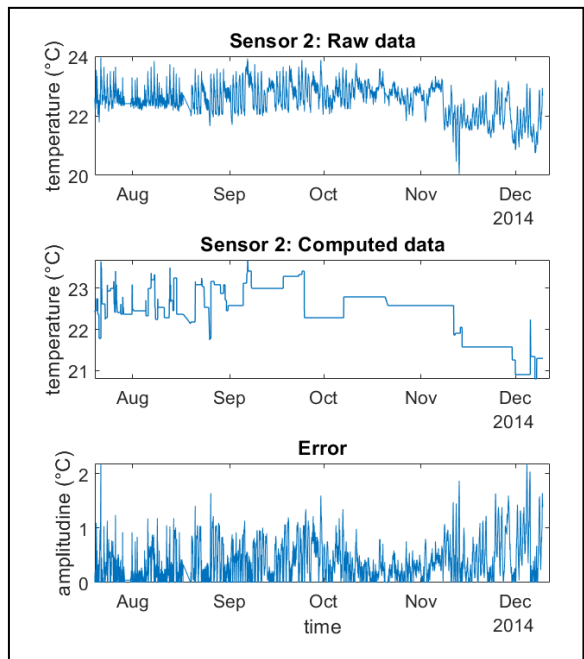 Sensor 2: Raw data
temperature (°C)
24
22
20
Aug Sep Oct Nov Dec
2014
Sensor 2: Computed data
temperature (°C)
23
22
21
Aug Sep Oct Nov Dec
2014
Error
amplitudine (°C)
2
1
0
Aug Sep Oct Nov Dec
time 2014